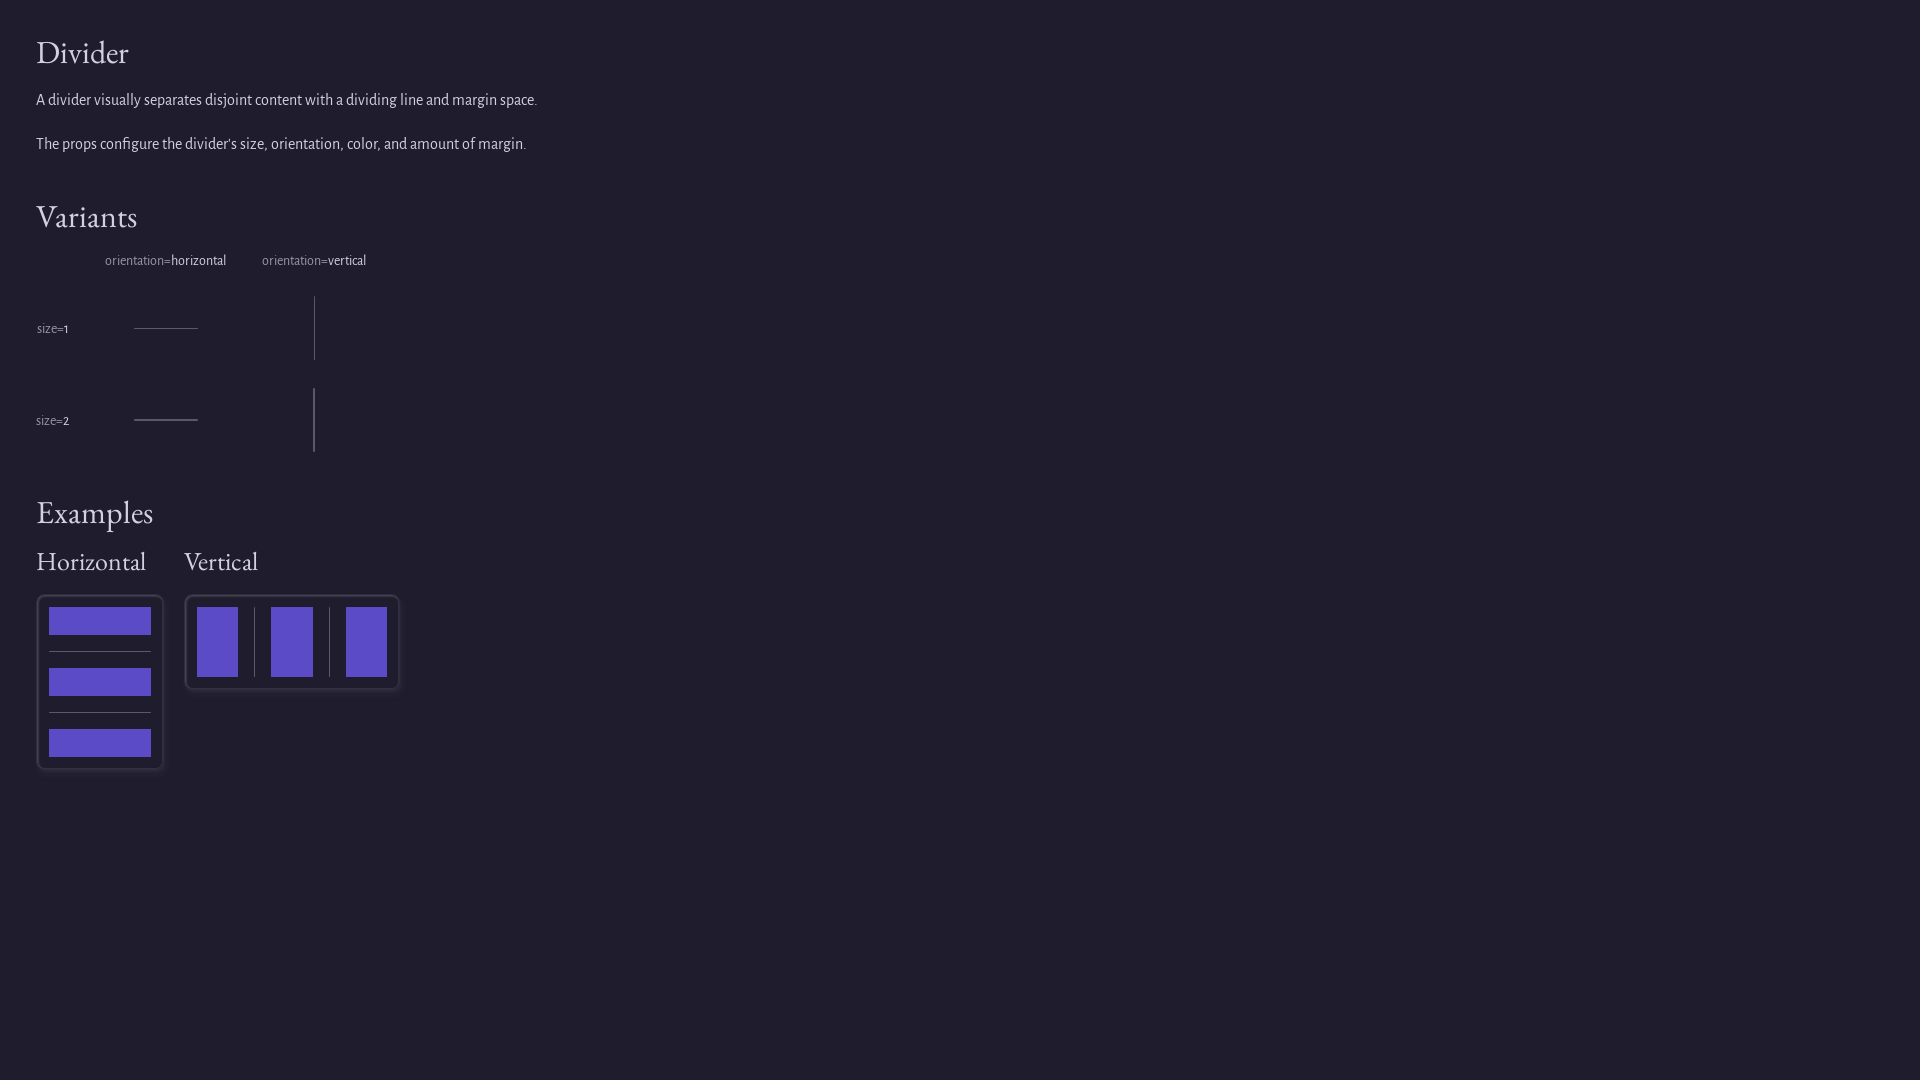 Divider
A divider visually separates disjoint content with a dividing line and margin space.
The props configure the divider's size, orientation, color, and amount of margin.
Variants
orientation=horizontal orientation=vertical
size=1
size=2
Examples
Horizontal Vertical